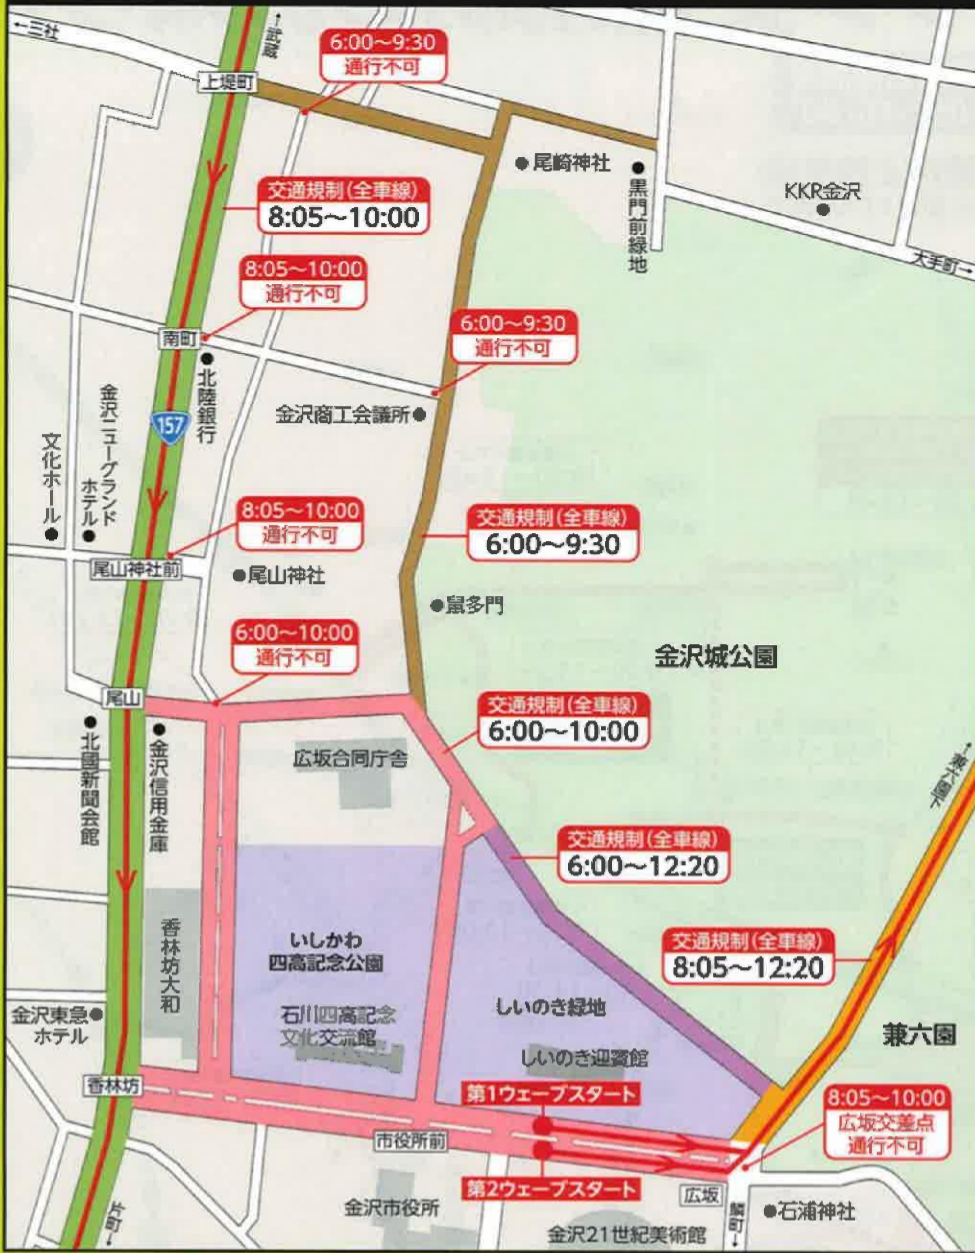 ←三社
↑武蔵
6:00〜9:30
通行不可
上堤町
尾崎神社
黒門前緑地
KKR金沢
大手町→
交通規制(全車線)
8:05〜10:00
8:05〜10:00
通行不可
南町
北陸銀行
6:00〜9:30
通行不可
金沢商工会議所
157
金沢ニューグランド
ホテル
文化ホール
8:05〜10:00
通行不可
交通規制(全車線)
6:00〜9:30
尾山神社前
尾山神社
鼠多門
6:00〜10:00
通行不可
金沢城公園
尾山
交通規制(全車線)
6:00〜10:00
北國新聞会館
金沢信用金庫
広坂合同庁舎
↑兼六園下
交通規制(全車線)
6:00〜12:20
香林坊大和
いしかわ
四高記念公園
交通規制(全車線)
8:05〜12:20
金沢東急
ホテル
石川四高記念
文化交流館
しいのき緑地
しいのき迎賓館
兼六園
香林坊
第1ウェーブスタート
8:05〜10:00
広坂交差点
通行不可
市役所前
第2ウェーブスタート
広坂
片町→
金沢市役所
金沢21世紀美術館
鱗町→
石浦神社